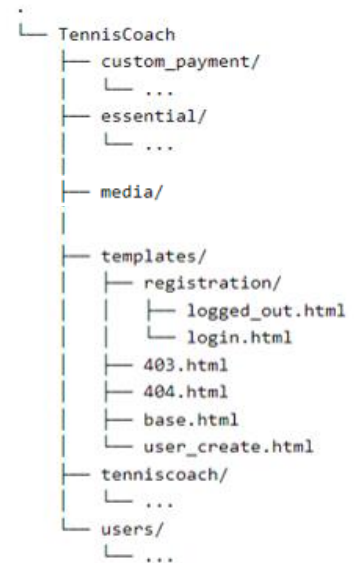 .
└── TennisCoach
    ├── custom_payment/
    │   └── ...
    ├── essential/
    │   └── ...
    │
    ├── media/
    │
    ├── templates/
    │   ├── registration/
    │   │   ├── logged_out.html
    │   │   └── login.html
    │   ├── 403.html
    │   ├── 404.html
    │   ├── base.html
    │   └── user_create.html
    ├── tenniscoach/
    │   └── ...
    └── users/
        └── ...